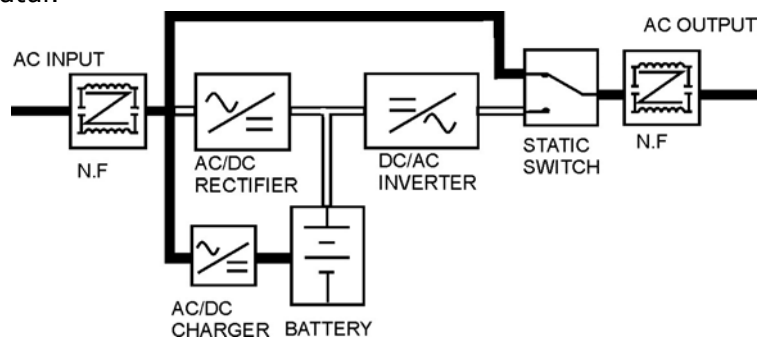 AC INPUT
AC OUTPUT
N.F
AC/DC
RECTIFIER
DC/AC
INVERTER
STATIC
SWITCH
N.F
AC/DC
CHARGER
BATTERY